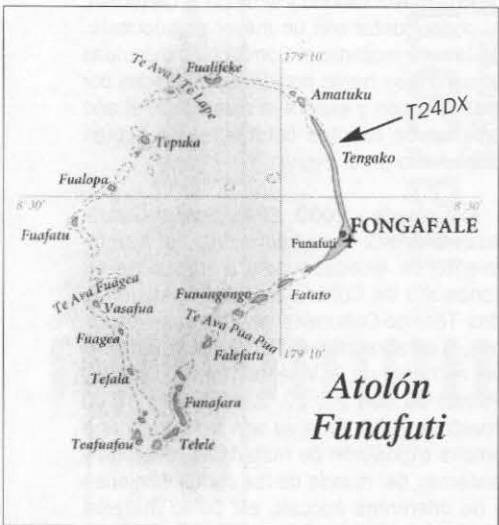 179°10'
Fualifeke
Te Ava I Te Lape
Amatuku
T24DX
Tepuka
Tengako
Fualopa
8°30'
8°30'
Fuafatu
FONGAFALE
Funafuti
Te Ava Fuagea
Funangongo
Fatato
Vasafua
Te Ava Pua Pua
Fuagea
Falefatu
179°10'
Tefala
Funafara
Atolón
Funafuti
Teafuafou
Telele